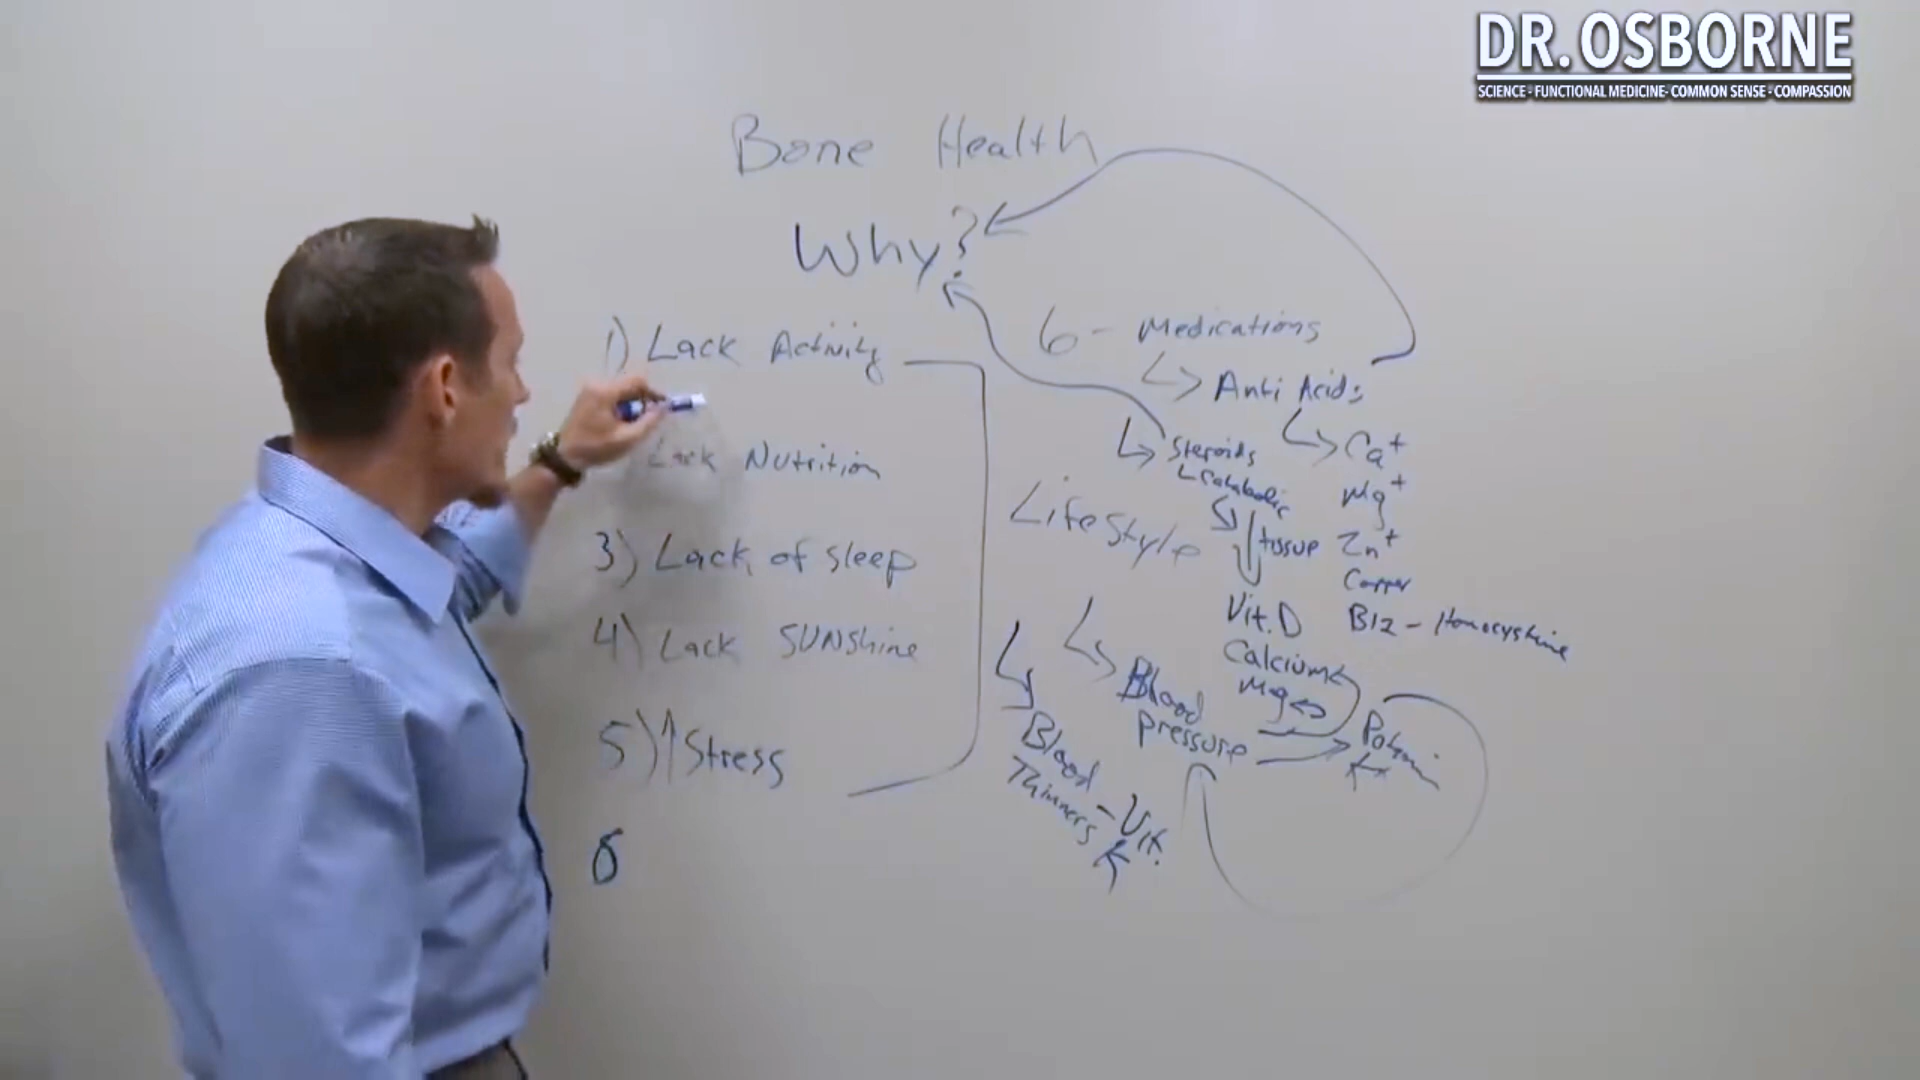 DR. OSBORNE
SCIENCE - FUNCTIONAL MEDICINE - COMMON SENSE - COMPASSION
Bone Health
Why?
1) Lack Activity
Lack Nutrition
3) Lack of sleep
4) Lack SUNshine
5) ↑ Stress
6
6 - Medications
↳ Anti Acids
↳ Ca+
Mg+
Zn+
Copper
B12 - Homocysteine
↳ Steroids
↳ Catabolic
↓ tissue
Vit. D
Calcium
Mg
LifeStyle
↳ Blood
pressure
K+
↳ Blood
Thinners - Vit.
K